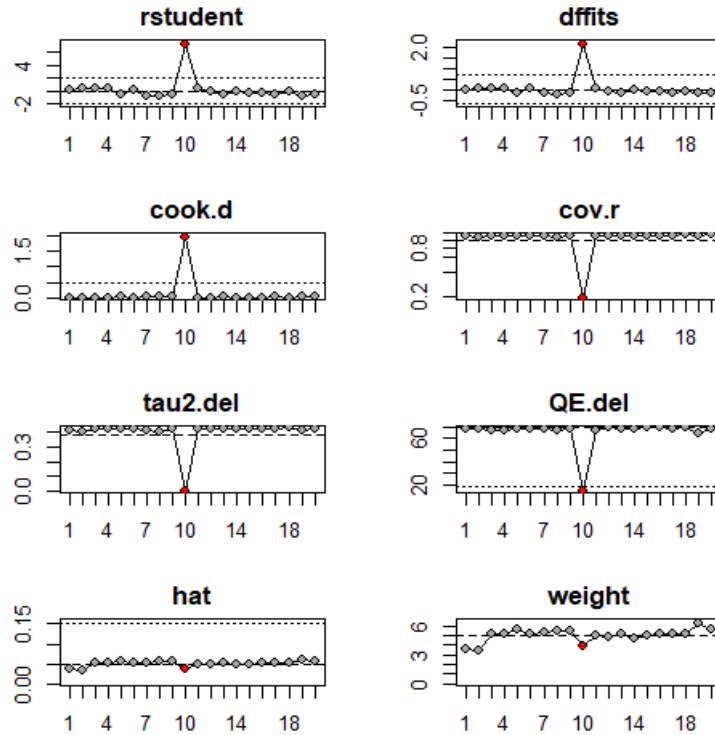 rstudent
4
-2
1 4 7 10 14 18
dffits
2.0
-0.5
1 4 7 10 14 18
cook.d
1.5
0.0
1 4 7 10 14 18
cov.r
0.8
0.2
1 4 7 10 14 18
tau2.del
0.3
0.0
1 4 7 10 14 18
QE.del
60
20
1 4 7 10 14 18
hat
0.15
0.00
1 4 7 10 14 18
weight
6
3
0
1 4 7 10 14 18